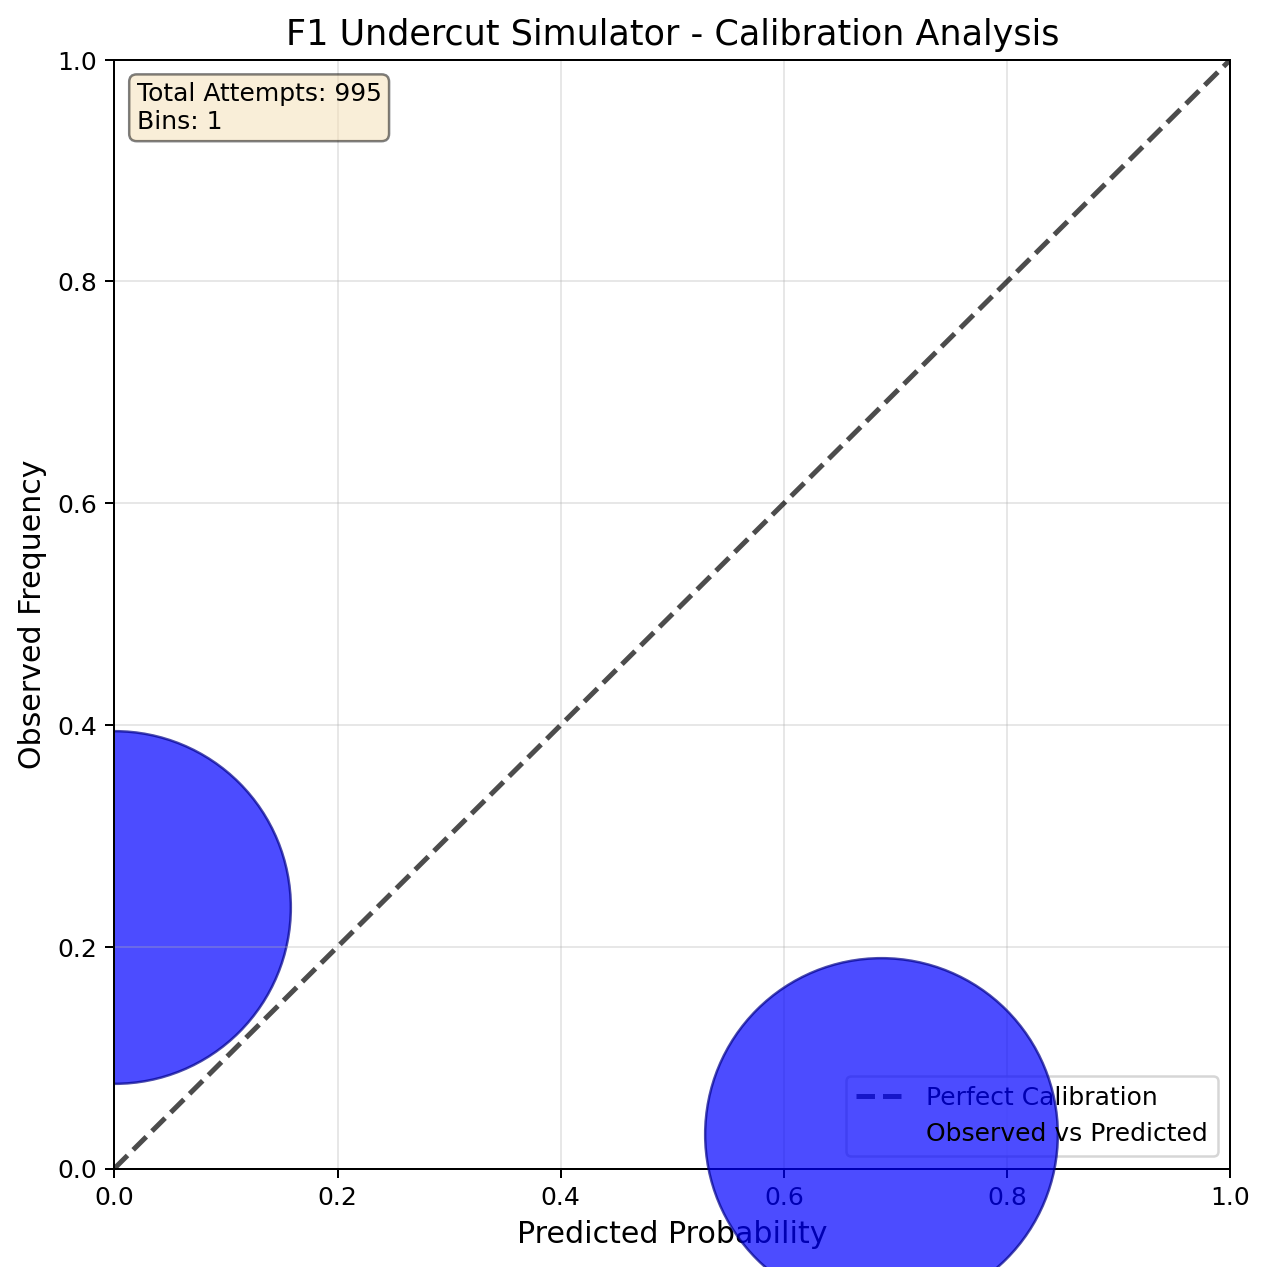 F1 Undercut Simulator - Calibration Analysis
Total Attempts: 995
Bins: 1
1.0
0.8
0.6
0.4
0.2
0.0
Observed Frequency
Perfect Calibration
Observed vs Predicted
0.0 0.2 0.4 0.6 0.8 1.0
Predicted Probability